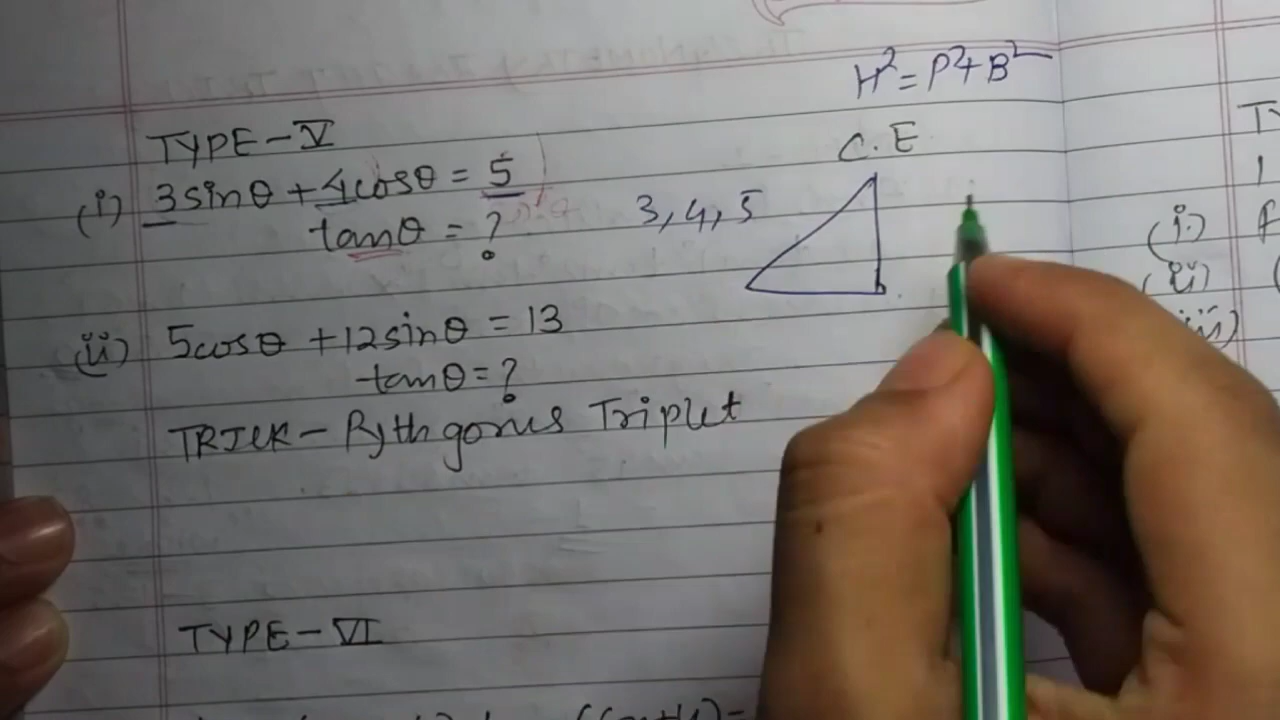 H² = P² + B²
C.E
TYPE-V
(i) 3sinθ + 4cosθ = 5
tanθ = ?
3, 4, 5
(ii) 5cosθ + 12sinθ = 13
tanθ = ?
TRICK - Pythgorus Triplet
TYPE-VI
(i)
(ii)